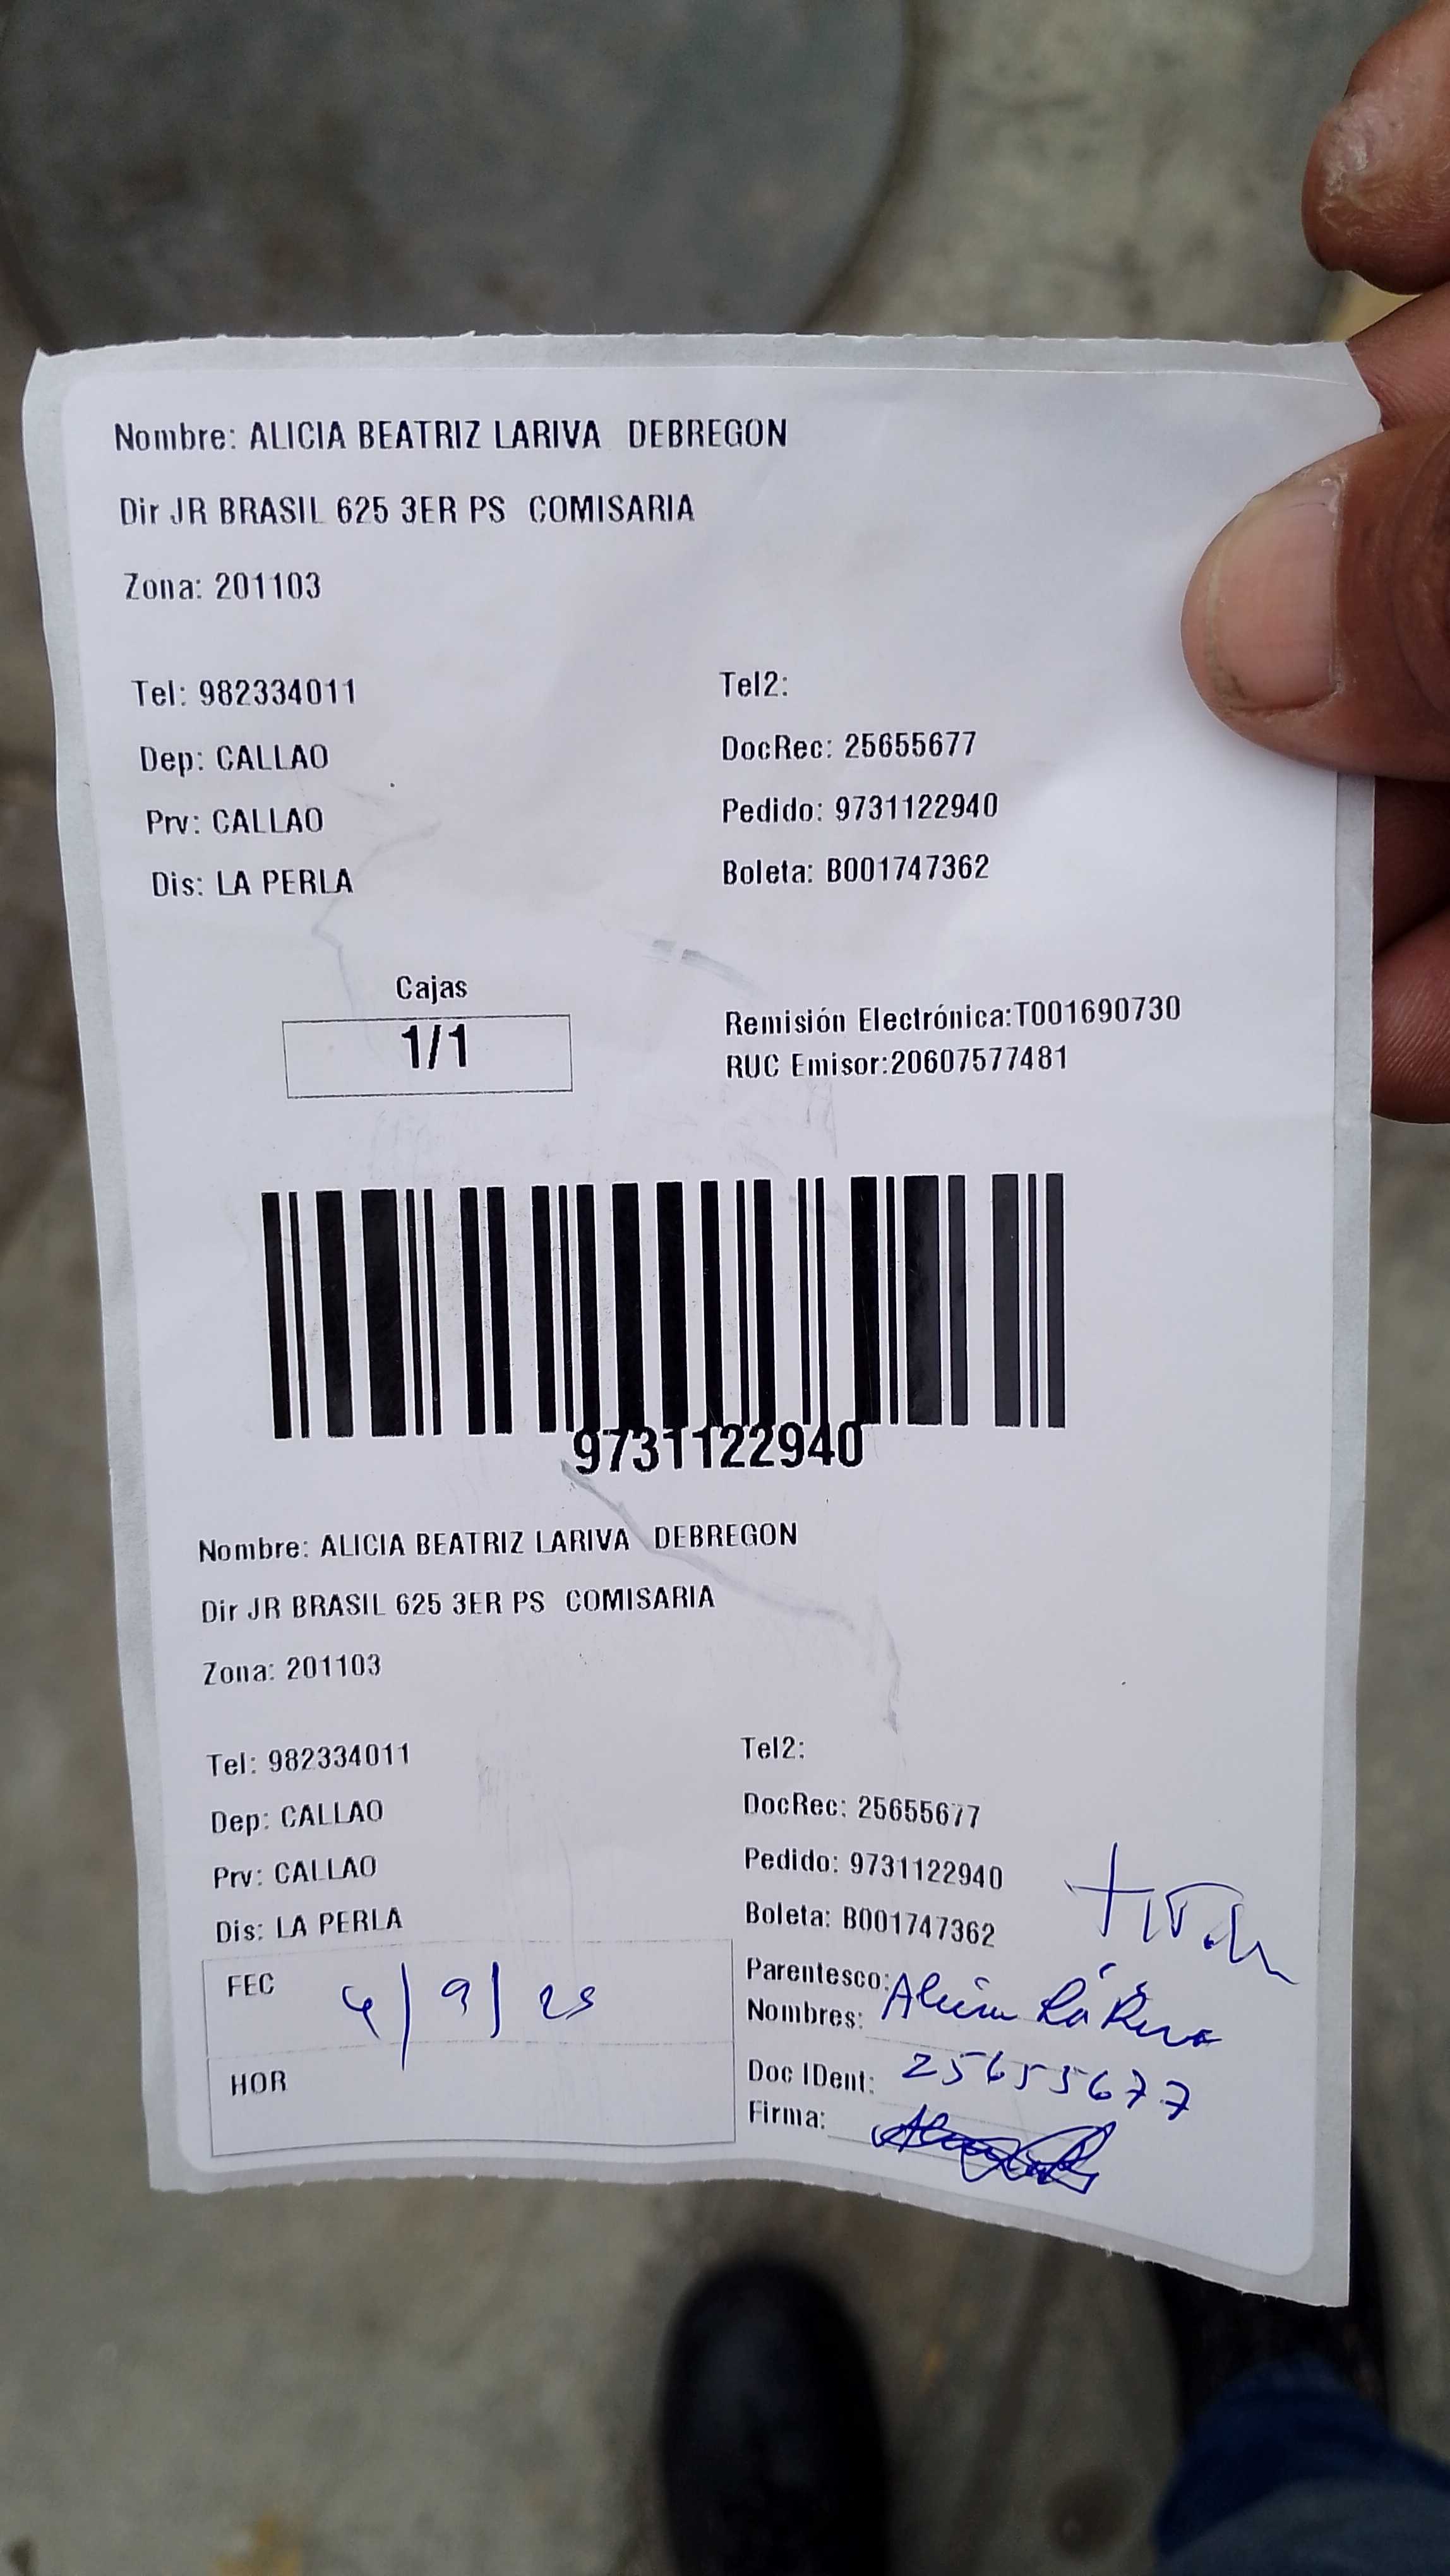 Nombre: ALICIA BEATRIZ LARIVA DEBREGON
Dir JR BRASIL 625 3ER PS COMISARIA
Zona: 201103
Tel: 982334011
Tel2:
Dep: CALLAO
DocRec: 25655677
Prv: CALLAO
Pedido: 9731122940
Dis: LA PERLA
Boleta: B001747362
Cajas
1/1
Remisión Electrónica:T001690730
RUC Emisor:20607577481
9731122940
Nombre: ALICIA BEATRIZ LARIVA DEBREGON
Dir JR BRASIL 625 3ER PS COMISARIA
Zona: 201103
Tel: 982334011
Tel2:
Dep: CALLAO
DocRec: 25655677
Prv: CALLAO
Pedido: 9731122940
Dis: LA PERLA
Boleta: B001747362
FEC 4/9/25
HOR
Parentesco:
Nombres: Alicia La Riva
Doc IDent: 25655677
Firma: